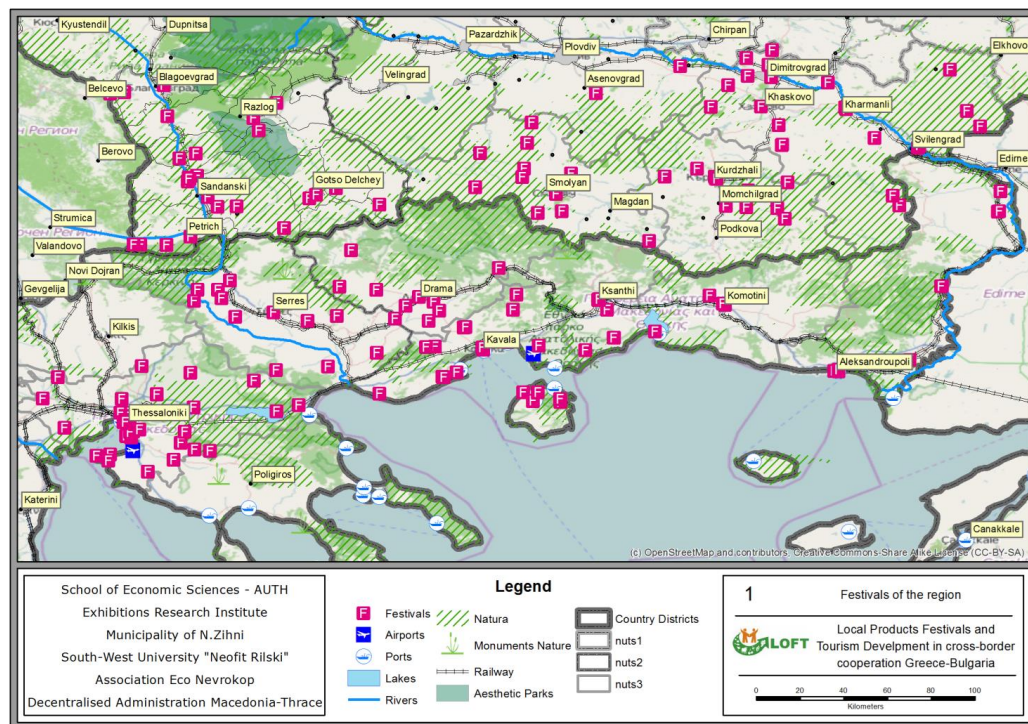 Kyustendil
Dupnitsa
Pazardzhik
Chirpan
Plovdiv
Elkhovo
Blagoevgrad
Velingrad
Asenovgrad
Dimitrovgrad
Belcevo
Razlog
Khaskovo
Kharmanli
Berovo
Svilengrad
Edirne
Sandanski
Gotso Delchey
Smolyan
Kurdzhali
Momchilgrad
Strumica
Magdan
Petrich
Podkova
Valandovo
Novi Dojran
Gevgelija
Drama
Ksanthi
Komotini
Edirne
Serres
Kilkis
Kavala
Aleksandroupoli
Thessaloniki
Poligiros
Katerini
Canakkale
(c) OpenStreetMap and contributors, Creative Commons-Share Alike License (CC-BY-SA)
School of Economic Sciences - AUTH
Exhibitions Research Institute
Municipality of N.Zihni
South-West University "Neofit Rilski"
Association Eco Nevrokop
Decentralised Administration Macedonia-Thrace
Legend
F Festivals
Airports
Ports
Lakes
Rivers
Natura
Monuments Nature
Railway
Aesthetic Parks
Country Districts
nuts1
nuts2
nuts3
1 Festivals of the region
ALOFT
Local Products Festivals and
Tourism Develpment in cross-border
cooperation Greece-Bulgaria
0 20 40 60 80 100
Kilometers